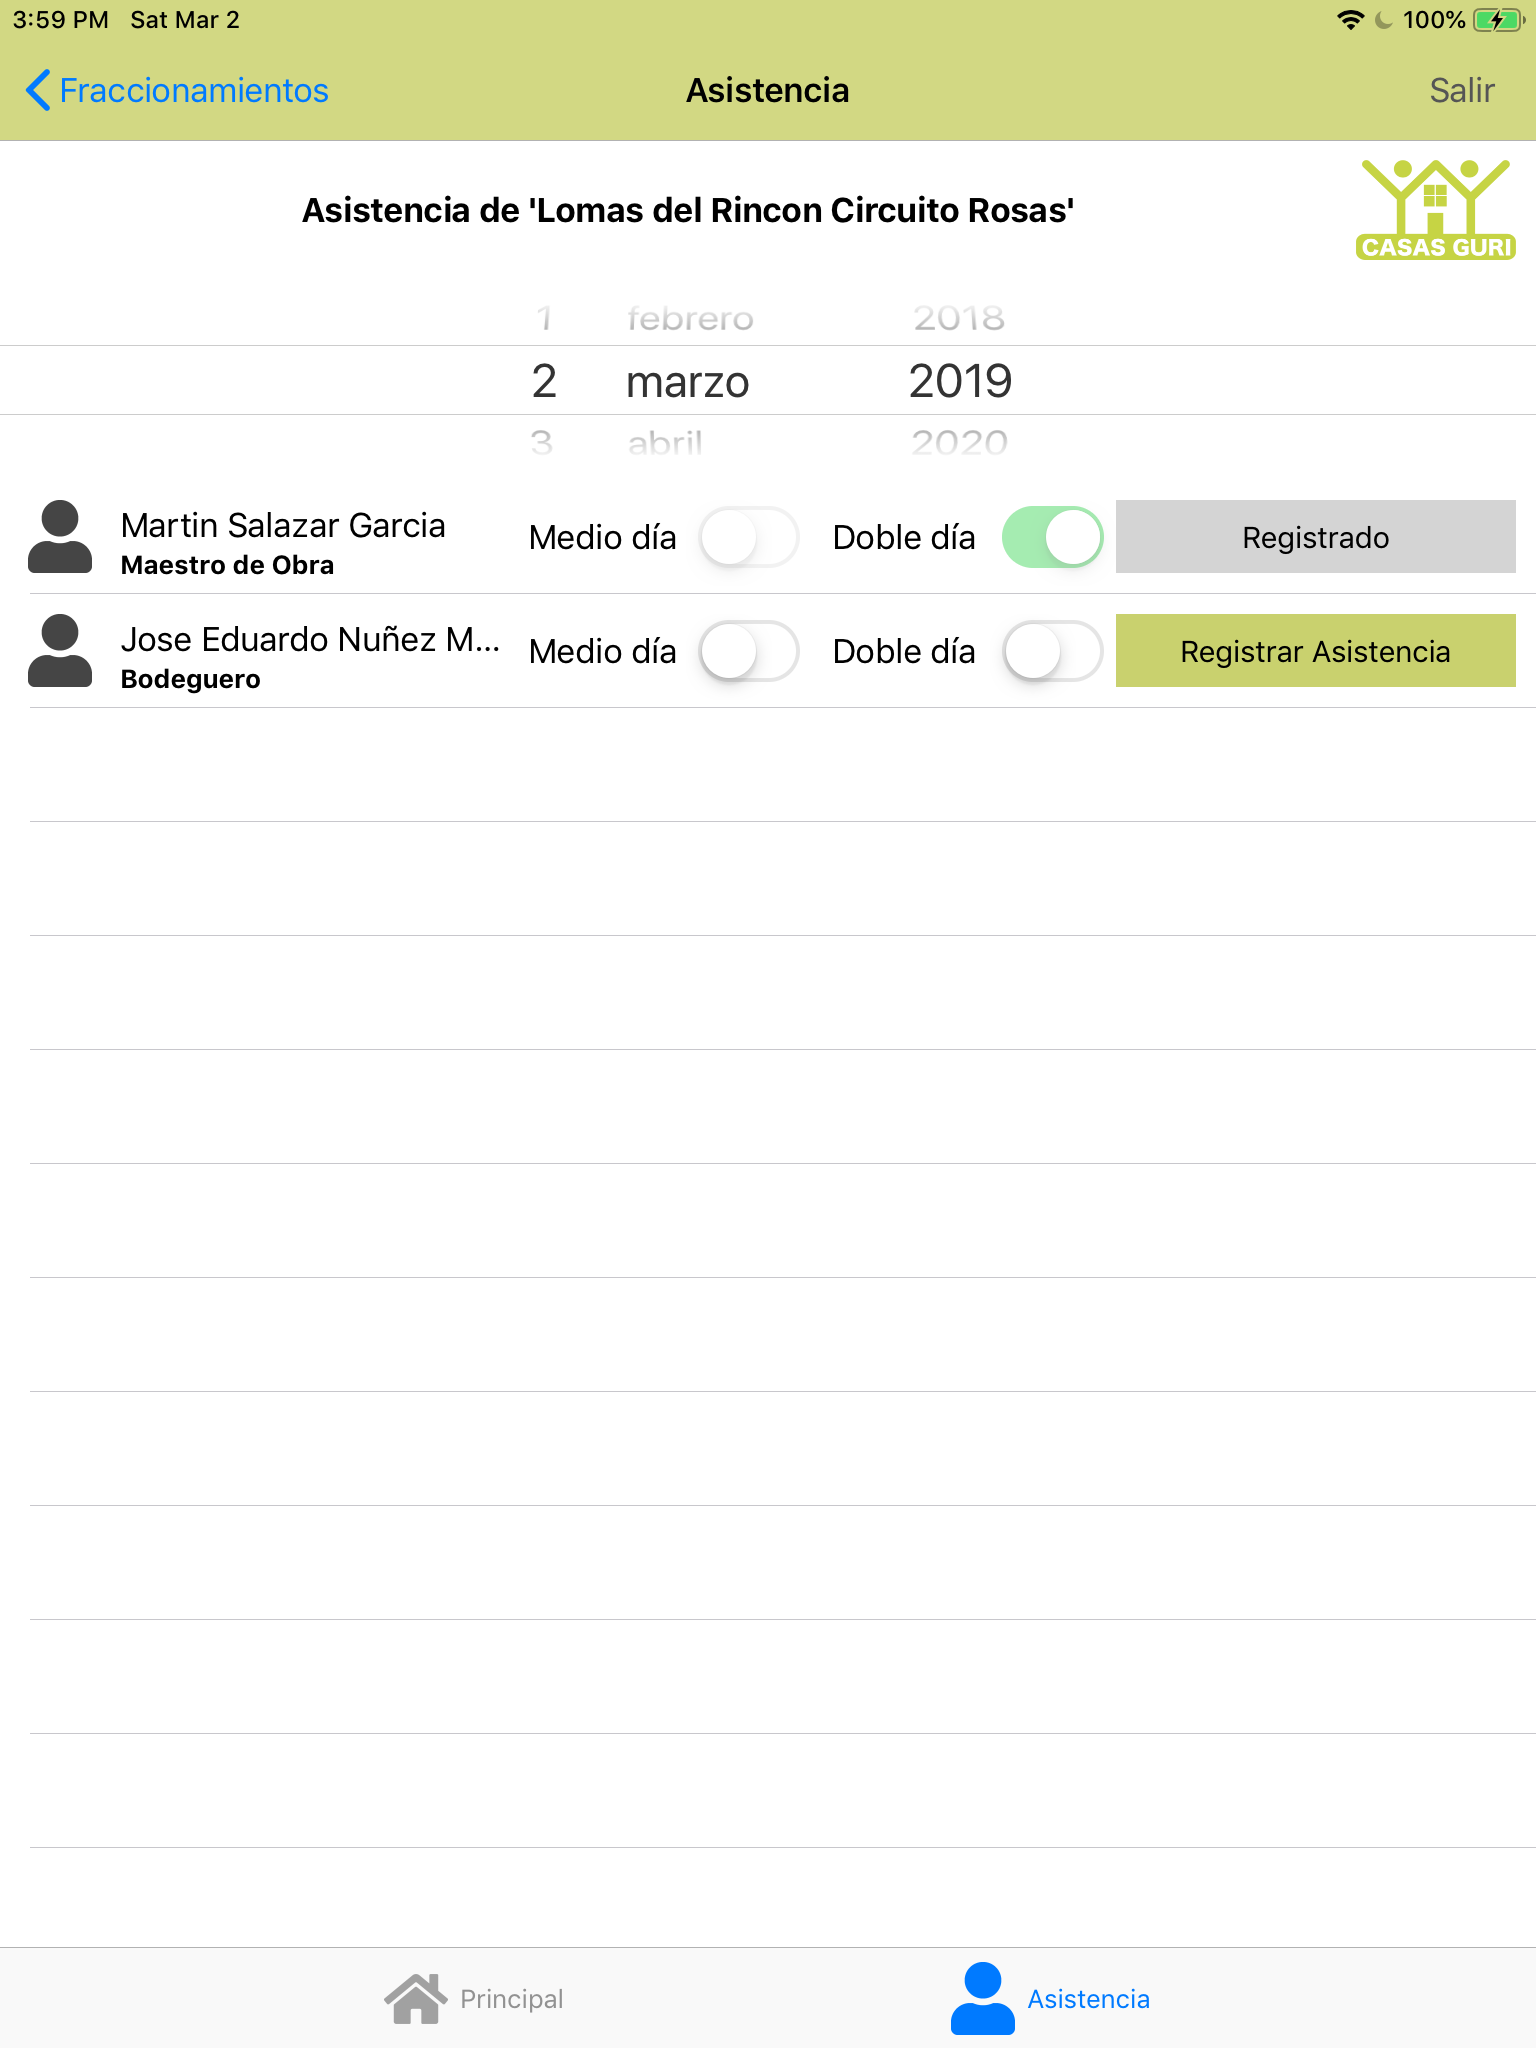 3:59 PM Sat Mar 2 100%
Fraccionamientos Asistencia Salir
Asistencia de 'Lomas del Rincon Circuito Rosas'
CASAS GURI
1 febrero 2018
2 marzo 2019
3 abril 2020
Martin Salazar Garcia Medio día Doble día Registrado
Maestro de Obra
Jose Eduardo Nuñez M... Medio día Doble día Registrar Asistencia
Bodeguero
Principal Asistencia